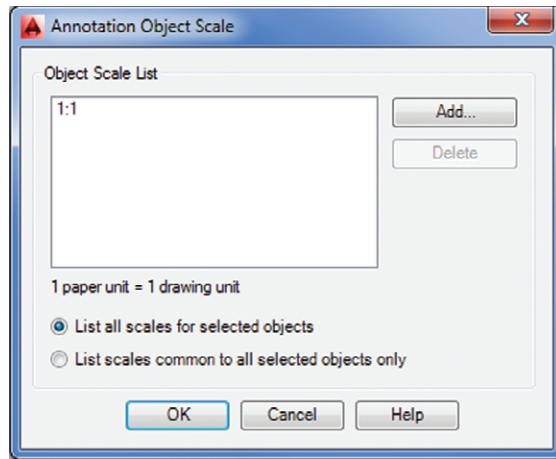 Annotation Object Scale
Object Scale List
1:1
Add...
Delete
1 paper unit = 1 drawing unit
List all scales for selected objects
List scales common to all selected objects only
OK
Cancel
Help